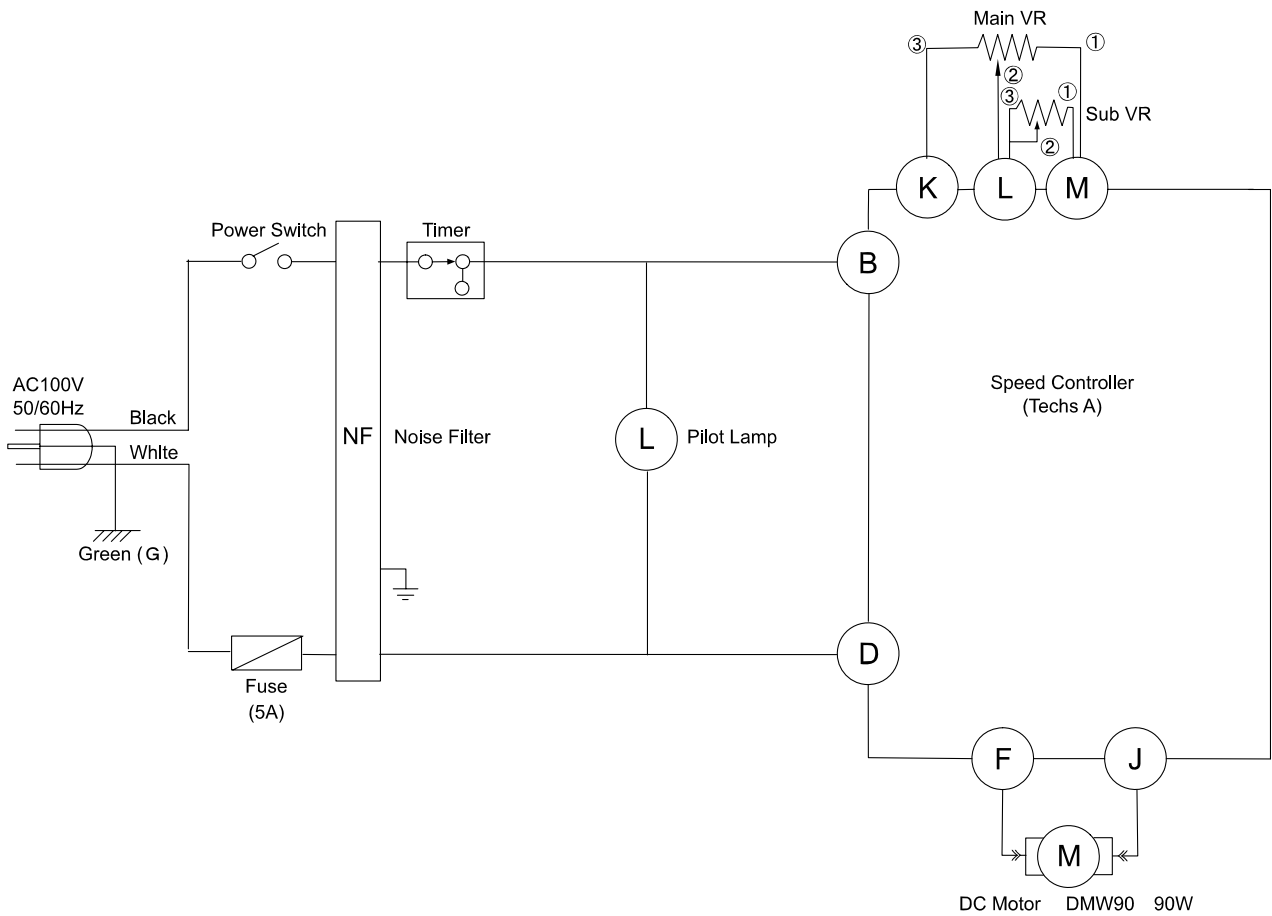 Main VR
③
①
②
③
①
Sub VR
②
K
L
M
Power Switch
Timer
B
AC100V
50/60Hz
Black
Speed Controller
(Techs A)
NF
Noise Filter
L
Pilot Lamp
Whlte
Green (G)
D
Fuse
(5A)
F
J
M
DC Motor DMW90 90W